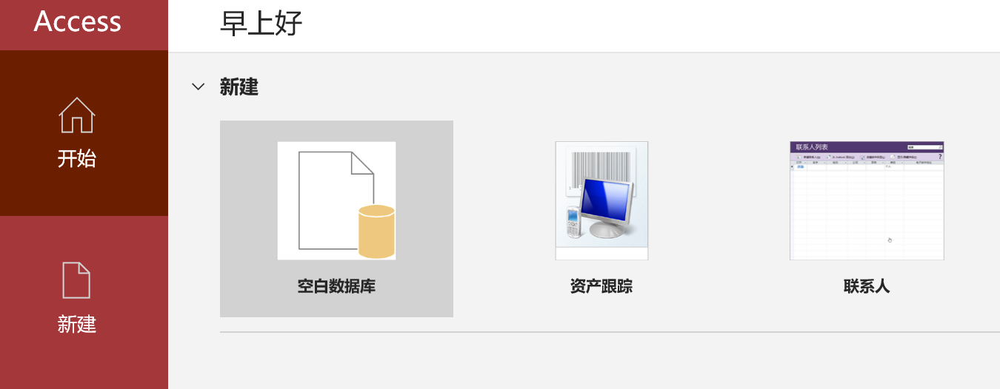 Access
早上好
开始
新建
新建
空白数据库
资产跟踪
联系人列表
联系人